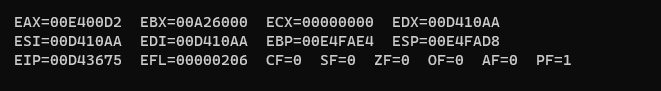 EAX=00E400D2 EBX=00A26000 ECX=00000000 EDX=00D410AA
ESI=00D410AA EDI=00D410AA EBP=00E4FAE4 ESP=00E4FAD8
EIP=00D43675 EFL=00000206 CF=0 SF=0 ZF=0 OF=0 AF=0 PF=1